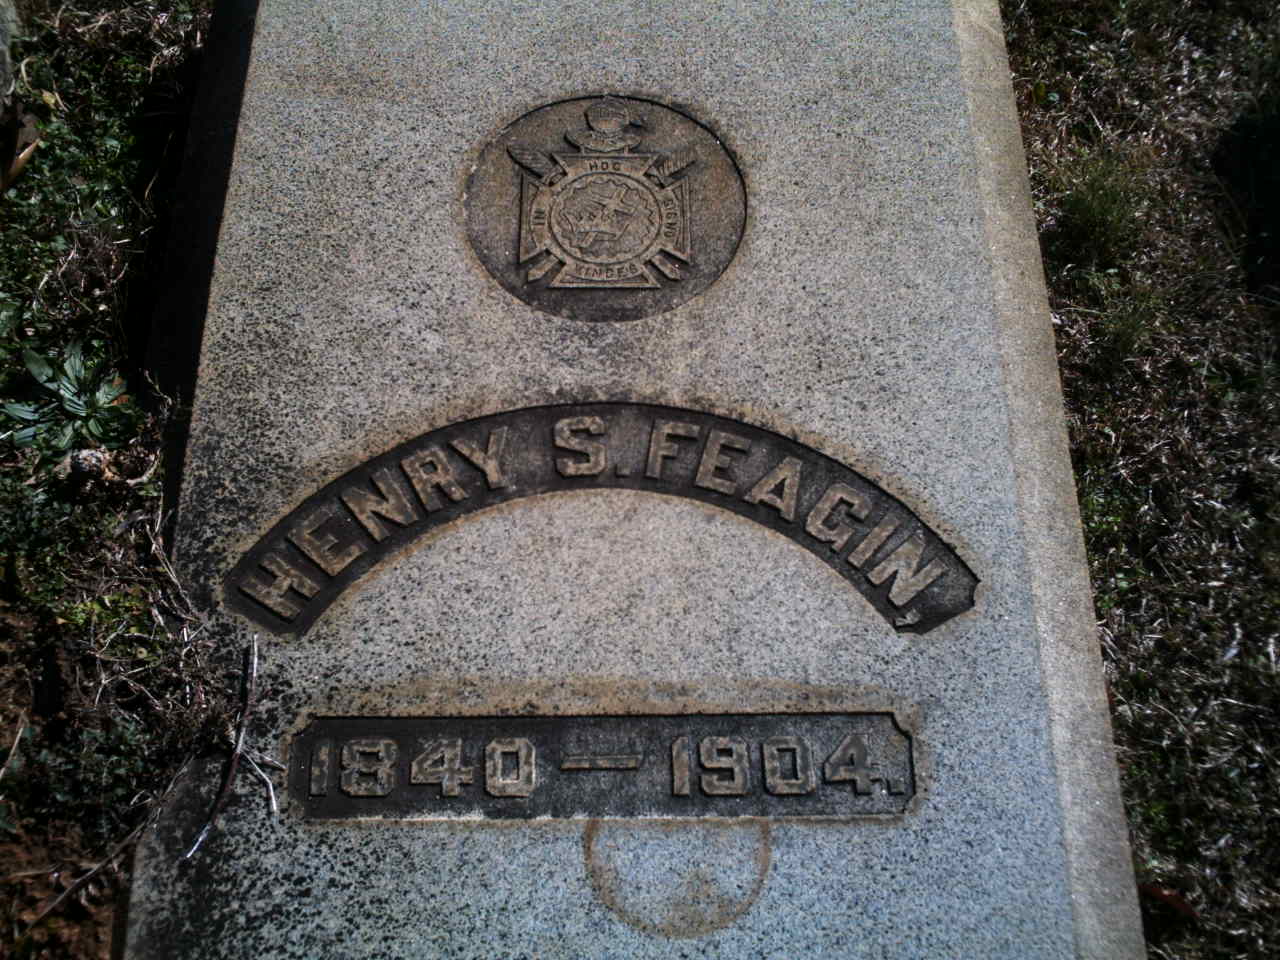 HOC
IN
SIGNO
VINCES
HENRY S. FEAGIN,
1840 — 1904.